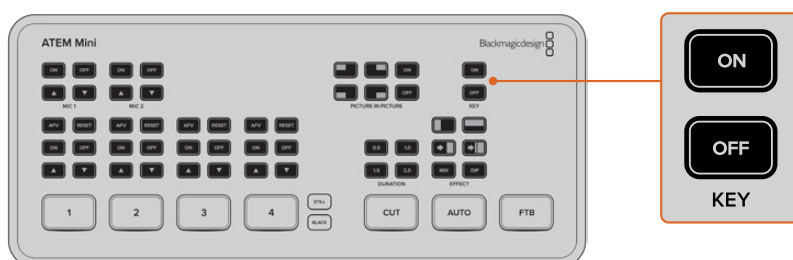 ATEM Mini
Blackmagicdesign
ON OFF ON OFF ON ON
MIC 1 MIC 2 OFF OFF
PICTURE IN PICTURE KEY
AFV RESET AFV RESET AFV RESET AFV RESET
ON OFF ON OFF ON OFF ON OFF 0.5 1.0
1.5 2.0 MIX DIP
DURATION EFFECT
1 2 3 4 STILL CUT AUTO FTB
BLACK
ON
OFF
KEY